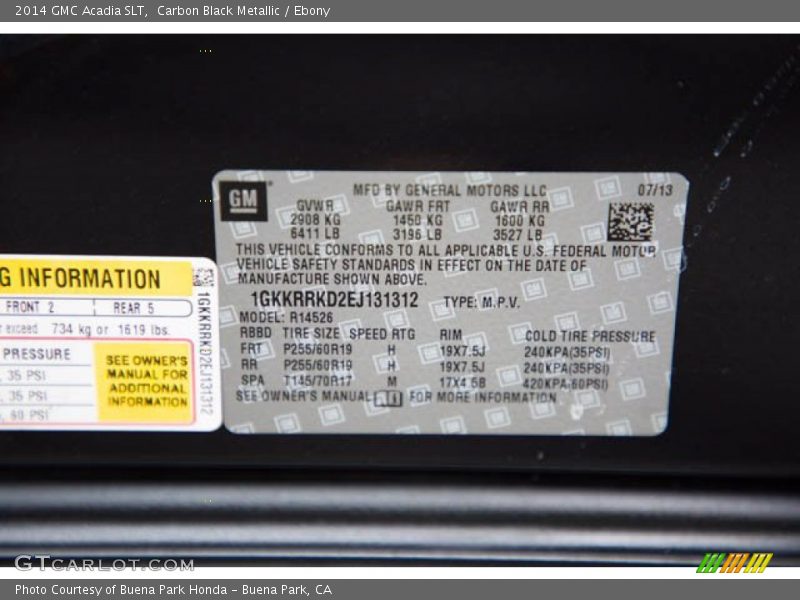 2014 GMC Acadia SLT, Carbon Black Metallic / Ebony
GM
MFD BY GENERAL MOTORS LLC
07/13
GVWR GAWR FRT GAWR RR
2908 KG 1450 KG 1600 KG
6411 LB 3196 LB 3527 LB
THIS VEHICLE CONFORMS TO ALL APPLICABLE U.S. FEDERAL MOTOR
VEHICLE SAFETY STANDARDS IN EFFECT ON THE DATE OF
MANUFACTURE SHOWN ABOVE.
1GKKRRKD2EJ131312 TYPE: M.P.V.
MODEL: R14526
RBBD TIRE SIZE SPEED RTG RIM COLD TIRE PRESSURE
FRT P255/60R19 H 19X7.5J 240KPA(35PSI)
RR P255/60R19 H 19X7.5J 240KPA(35PSI)
SPA T145/70R17 M 17X4.5B 420KPA(60PSI)
SEE OWNER'S MANUAL FOR MORE INFORMATION
G INFORMATION
FRONT 2 REAR 5
exceed 734 kg or 1619 lbs.
PRESSURE
, 35 PSI
, 35 PSI
, 60 PSI
SEE OWNER'S
MANUAL FOR
ADDITIONAL
INFORMATION
1GKKRRKD2EJ131312
GTCARLOT.COM
Photo Courtesy of Buena Park Honda - Buena Park, CA